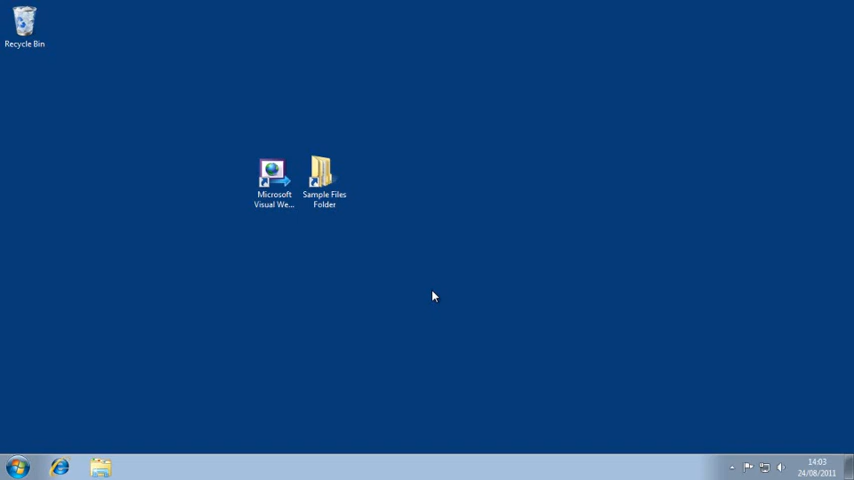 Recycle Bin
Microsoft
Visual We...
Sample Files
Folder
14:03
24/08/2011